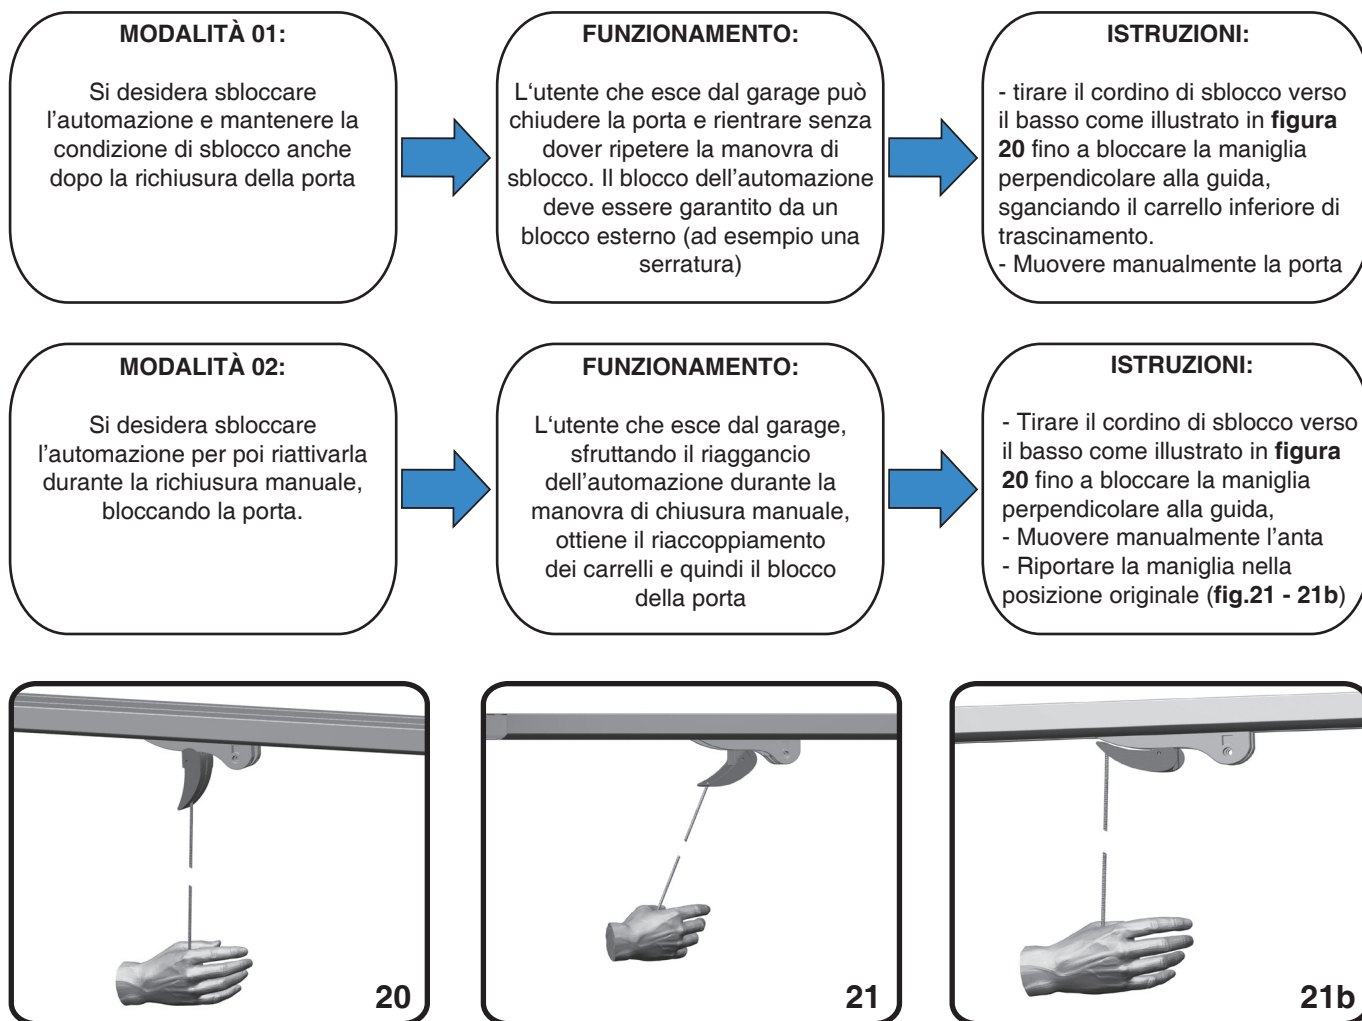 MODALITÀ 01:
Si desidera sbloccare
l'automazione e mantenere la
condizione di sblocco anche
dopo la richiusura della porta
FUNZIONAMENTO:
L‘utente che esce dal garage può
chiudere la porta e rientrare senza
dover ripetere la manovra di
sblocco. Il blocco dell’automazione
deve essere garantito da un
blocco esterno (ad esempio una
serratura)
ISTRUZIONI:
- tirare il cordino di sblocco verso
il basso come illustrato in figura
20 fino a bloccare la maniglia
perpendicolare alla guida,
sganciando il carrello inferiore di
trascinamento.
- Muovere manualmente la porta
MODALITÀ 02:
Si desidera sbloccare
l’automazione per poi riattivarla
durante la richiusura manuale,
bloccando la porta.
FUNZIONAMENTO:
L‘utente che esce dal garage,
sfruttando il riaggancio
dell’automazione durante la
manovra di chiusura manuale,
ottiene il riaccoppiamento
dei carrelli e quindi il blocco
della porta
ISTRUZIONI:
- Tirare il cordino di sblocco verso
il basso come illustrato in figura
20 fino a bloccare la maniglia
perpendicolare alla guida,
- Muovere manualmente l’anta
- Riportare la maniglia nella
posizione originale (fig.21 - 21b)
20
21
21b